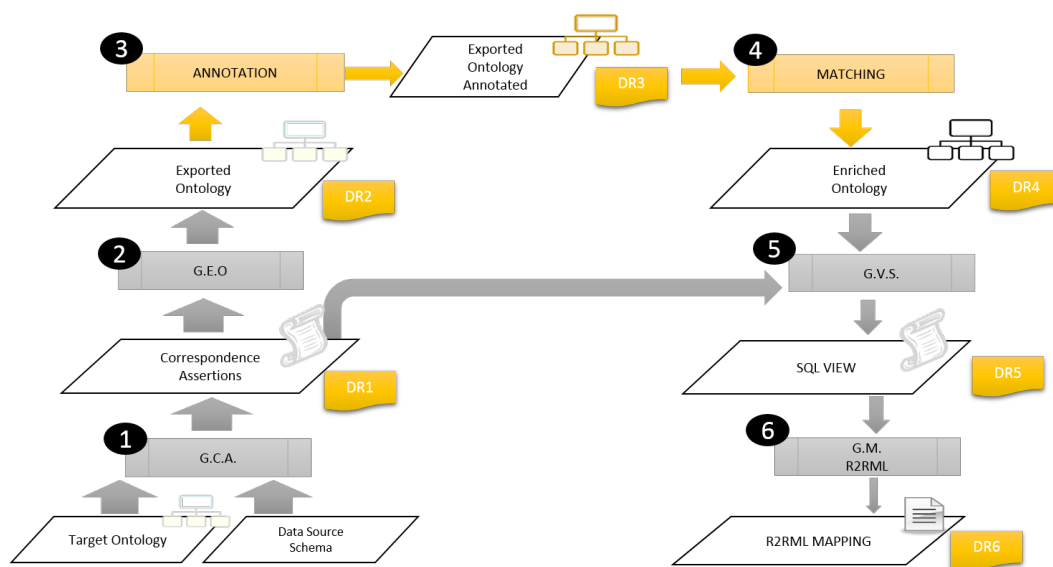 3
ANNOTATION
Exported
Ontology
Annotated
DR3
4
MATCHING
Exported
Ontology
DR2
Enriched
Ontology
DR4
2
G.E.O
5
G.V.S.
Correspondence
Assertions
DR1
SQL VIEW
DR5
1
G.C.A.
6
G.M.
R2RML
Target Ontology
Data Source
Schema
R2RML MAPPING
DR6